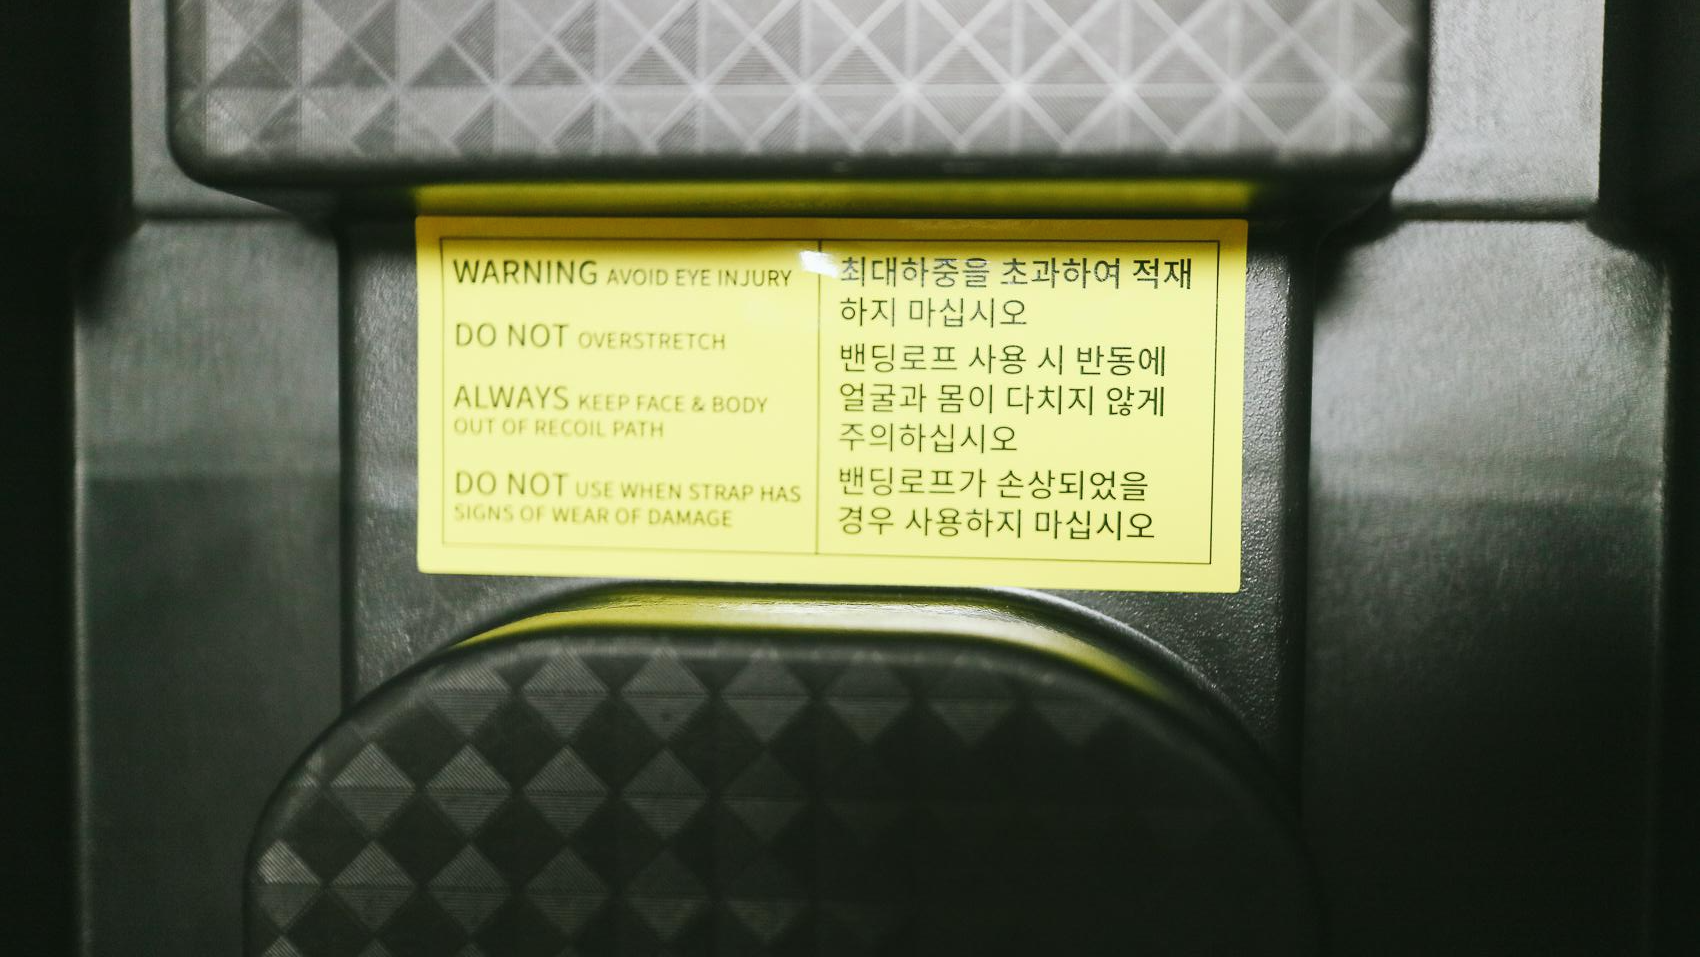 WARNING AVOID EYE INJURY
DO NOT OVERSTRETCH
ALWAYS KEEP FACE & BODY
OUT OF RECOIL PATH
DO NOT USE WHEN STRAP HAS
SIGNS OF WEAR OF DAMAGE
최대하중을 초과하여 적재
하지 마십시오
밴딩로프 사용 시 반동에
얼굴과 몸이 다치지 않게
주의하십시오
밴딩로프가 손상되었을
경우 사용하지 마십시오